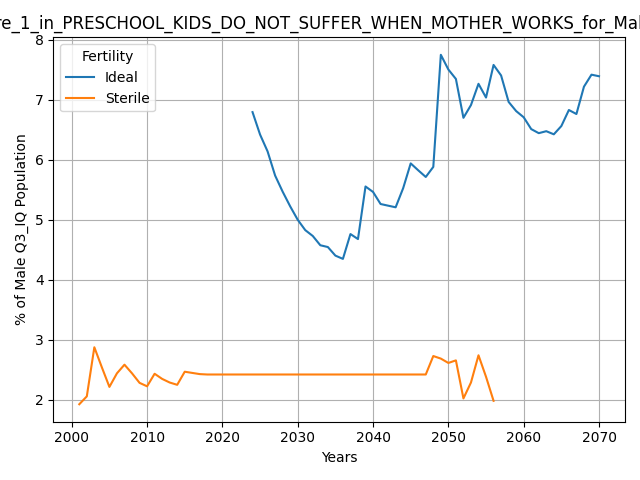 re_1_in_PRESCHOOL_KIDS_DO_NOT_SUFFER_WHEN_MOTHER_WORKS_for_Mal
8
7
6
5
4
3
2
% of Male Q3_IQ Population
Fertility
Ideal
Sterile
2000 2010 2020 2030 2040 2050 2060 2070
Years